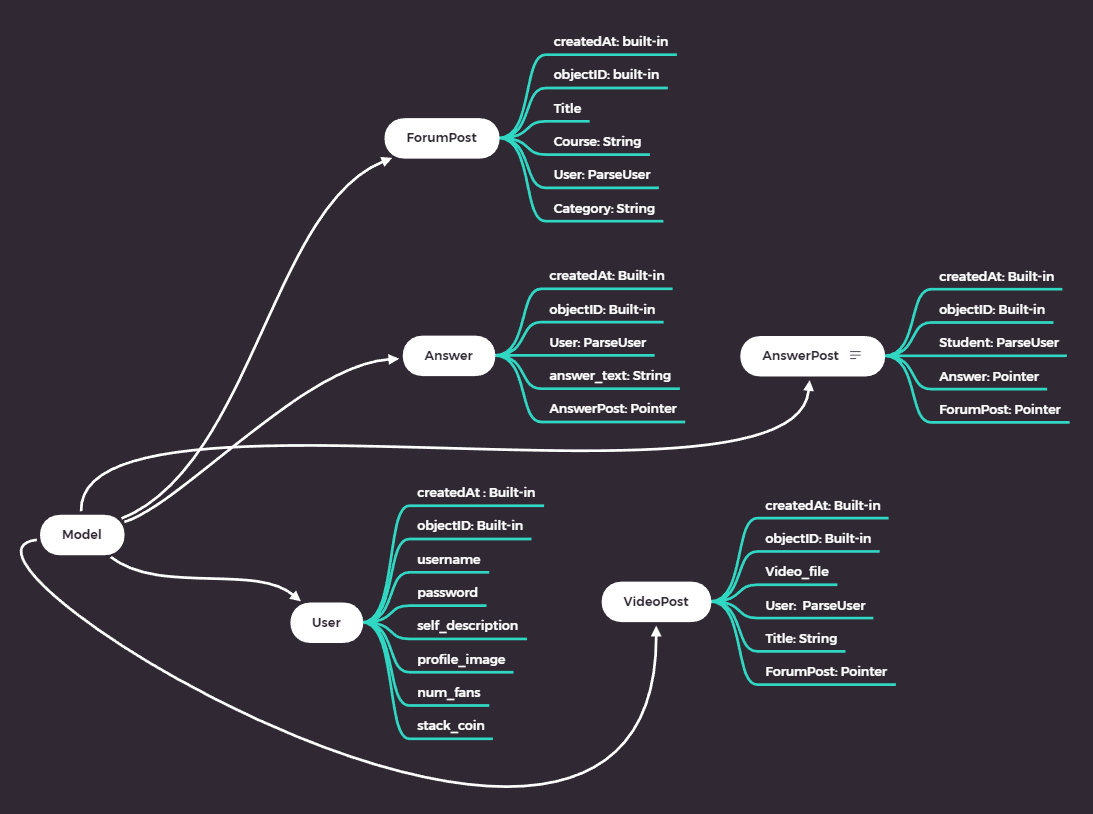 ForumPost
createdAt: built-in
objectID: built-in
Title
Course: String
User: ParseUser
Category: String
Answer
createdAt: Built-in
objectID: Built-in
User: ParseUser
answer_text: String
AnswerPost: Pointer
AnswerPost
createdAt: Built-in
objectID: Built-in
Student: ParseUser
Answer: Pointer
ForumPost: Pointer
Model
User
createdAt : Built-in
objectID: Built-in
username
password
self_description
profile_image
num_fans
stack_coin
VideoPost
createdAt: Built-in
objectID: Built-in
Video_file
User:  ParseUser
Title: String
ForumPost: Pointer